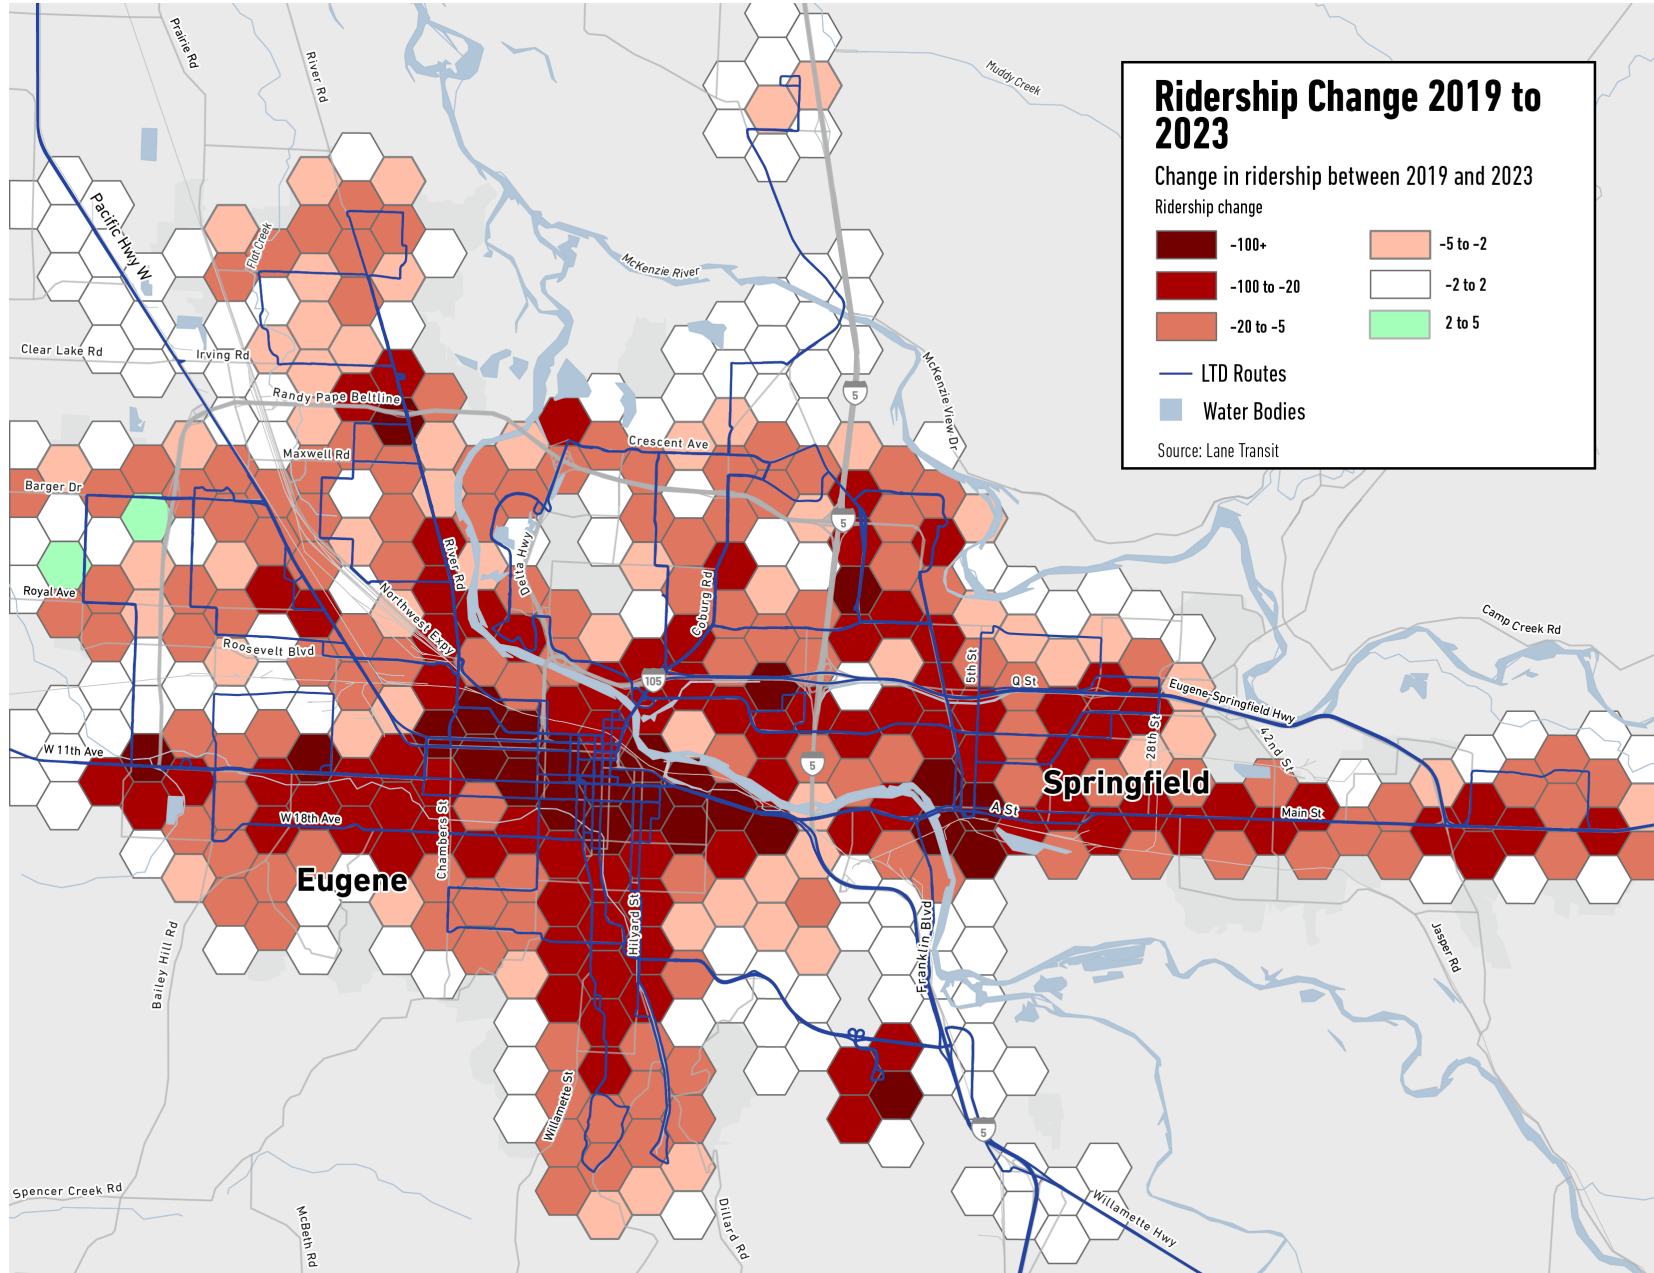 Ridership Change 2019 to
2023
Change in ridership between 2019 and 2023
Ridership change
-100+
-100 to -20
-20 to -5
-5 to -2
-2 to 2
2 to 5
LTD Routes
Water Bodies
Source: Lane Transit
Prairie Rd
River Rd
Muddy Creek
Pacific Hwy W
Flat Creek
McKenzie River
Clear Lake Rd
Irving Rd
McKenzie View Dr
Randy Pape Beltline
5
Crescent Ave
Maxwell Rd
Barger Dr
5
River Rd
Delta Hwy
Royal Ave
Northwest Expy
Coburg Rd
Camp Creek Rd
Roosevelt Blvd
5th St
105
Q St
Eugene-Springfield Hwy
28th St
42nd St
W 11th Ave
5
Springfield
A St
Main St
W 18th Ave
Chambers St
Eugene
Hilyard St
Franklin Blvd
Bailey Hill Rd
Jasper Rd
Willamette St
5
Spencer Creek Rd
McBeth Rd
Dillard Rd
Willamette Hwy